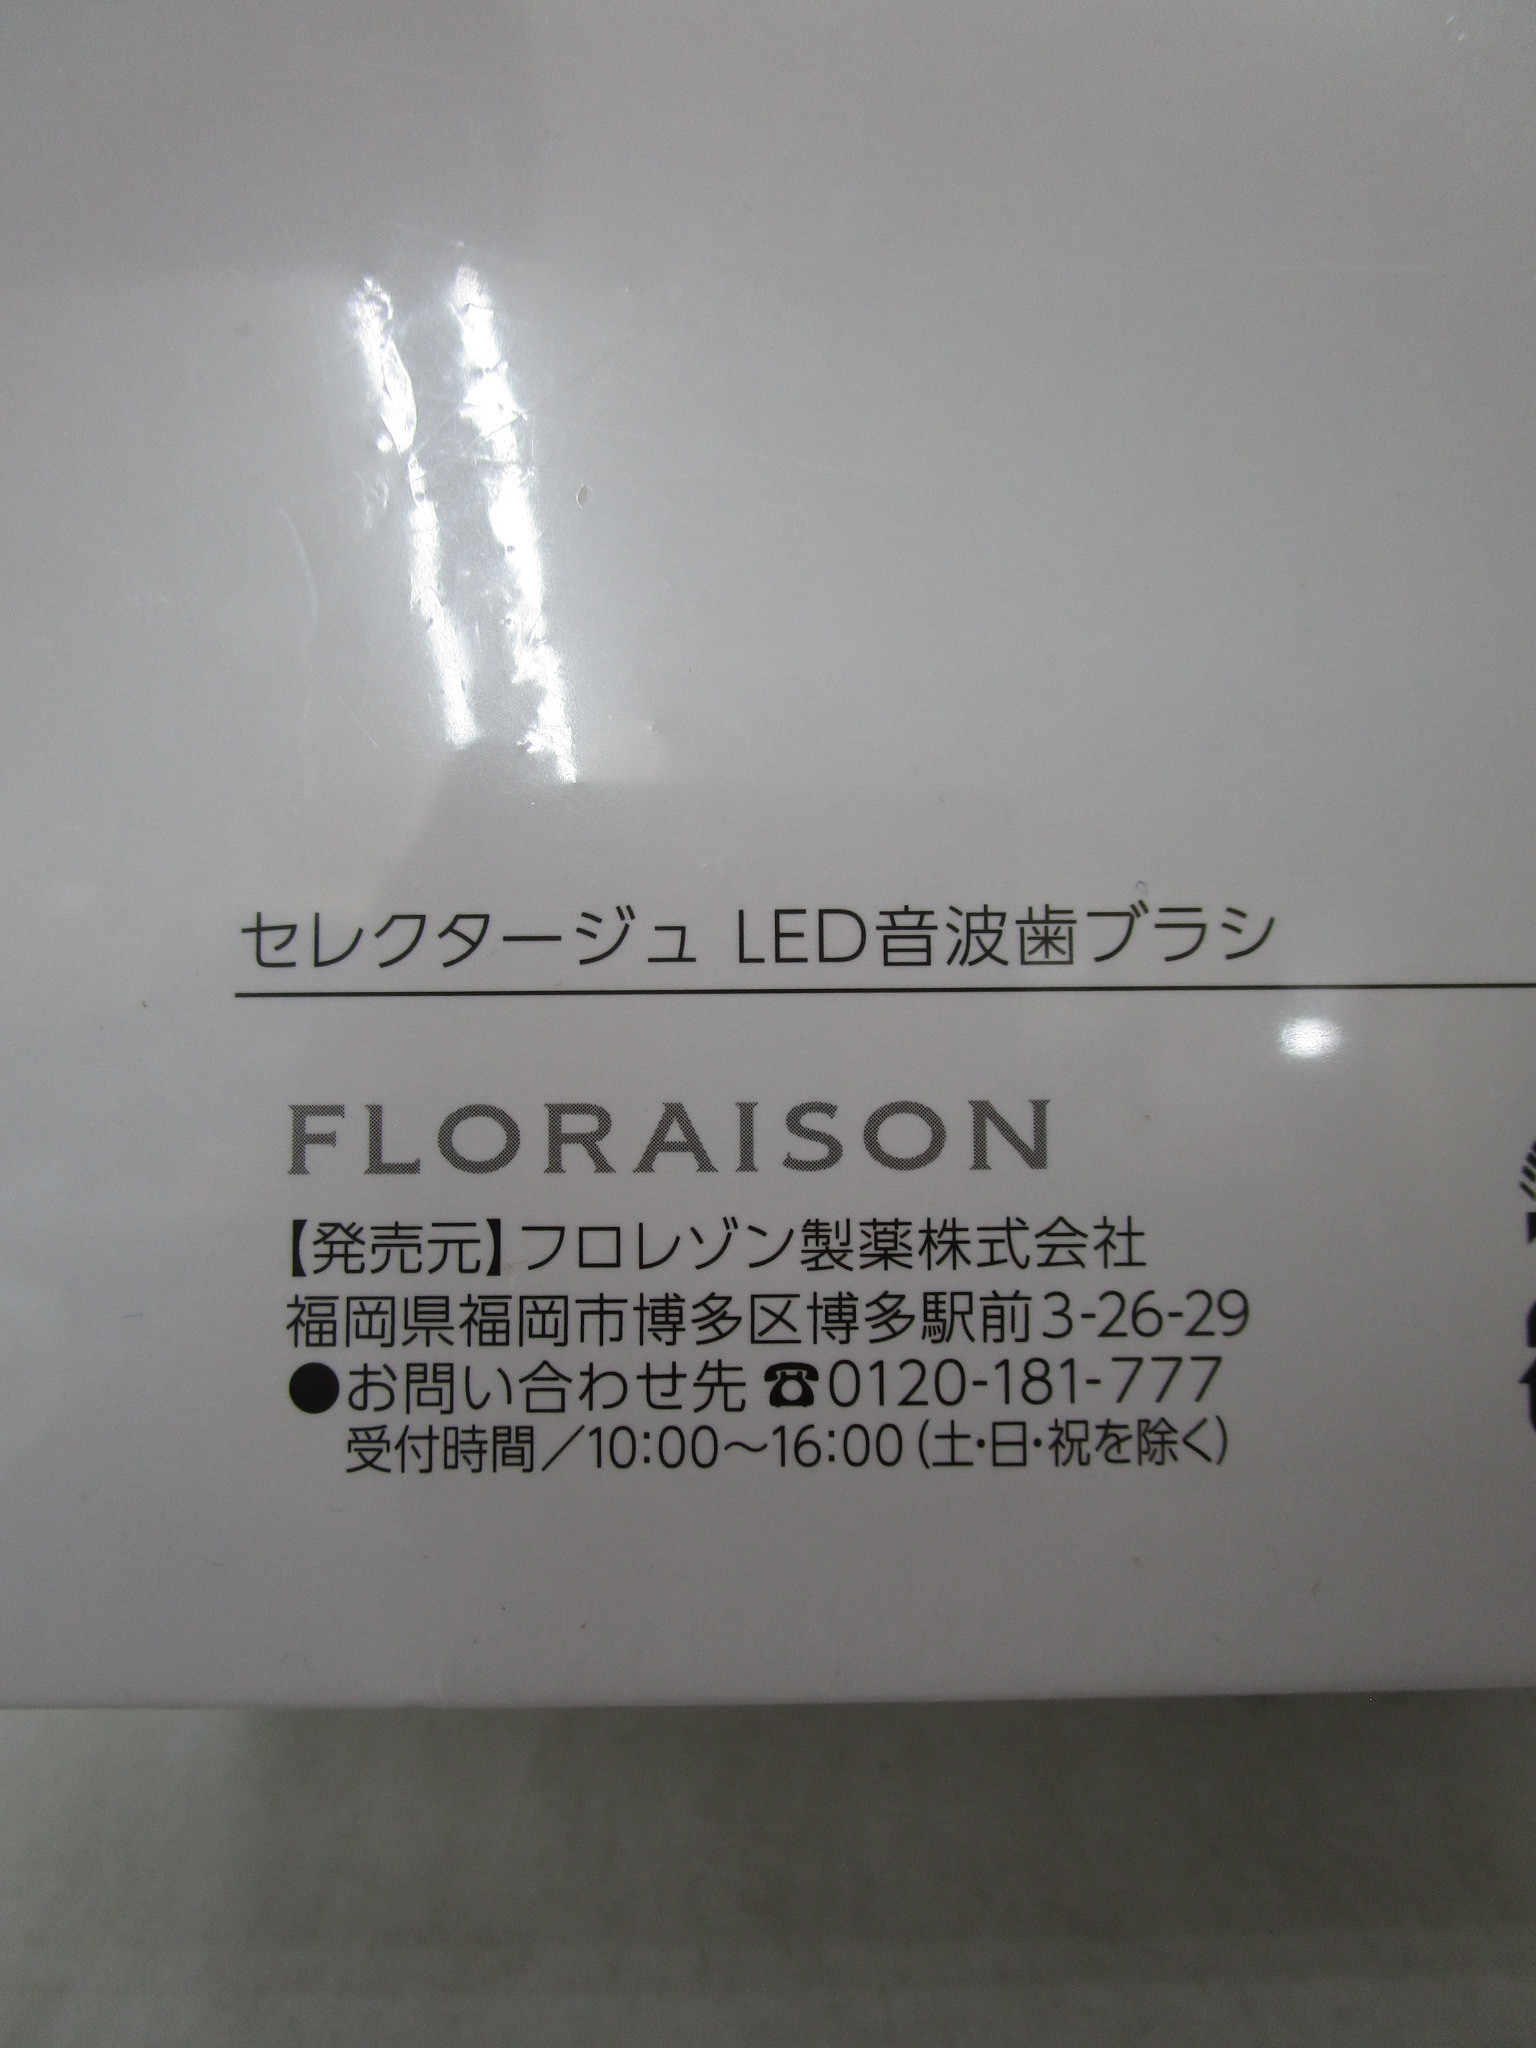 セレクタージュ LED音波歯ブラシ
FLORAISON
【発売元】フロレゾン製薬株式会社
福岡県福岡市博多区博多駅前3-26-29
●お問い合わせ先 ☎0120-181-777
受付時間／10:00～16:00（土・日・祝を除く）